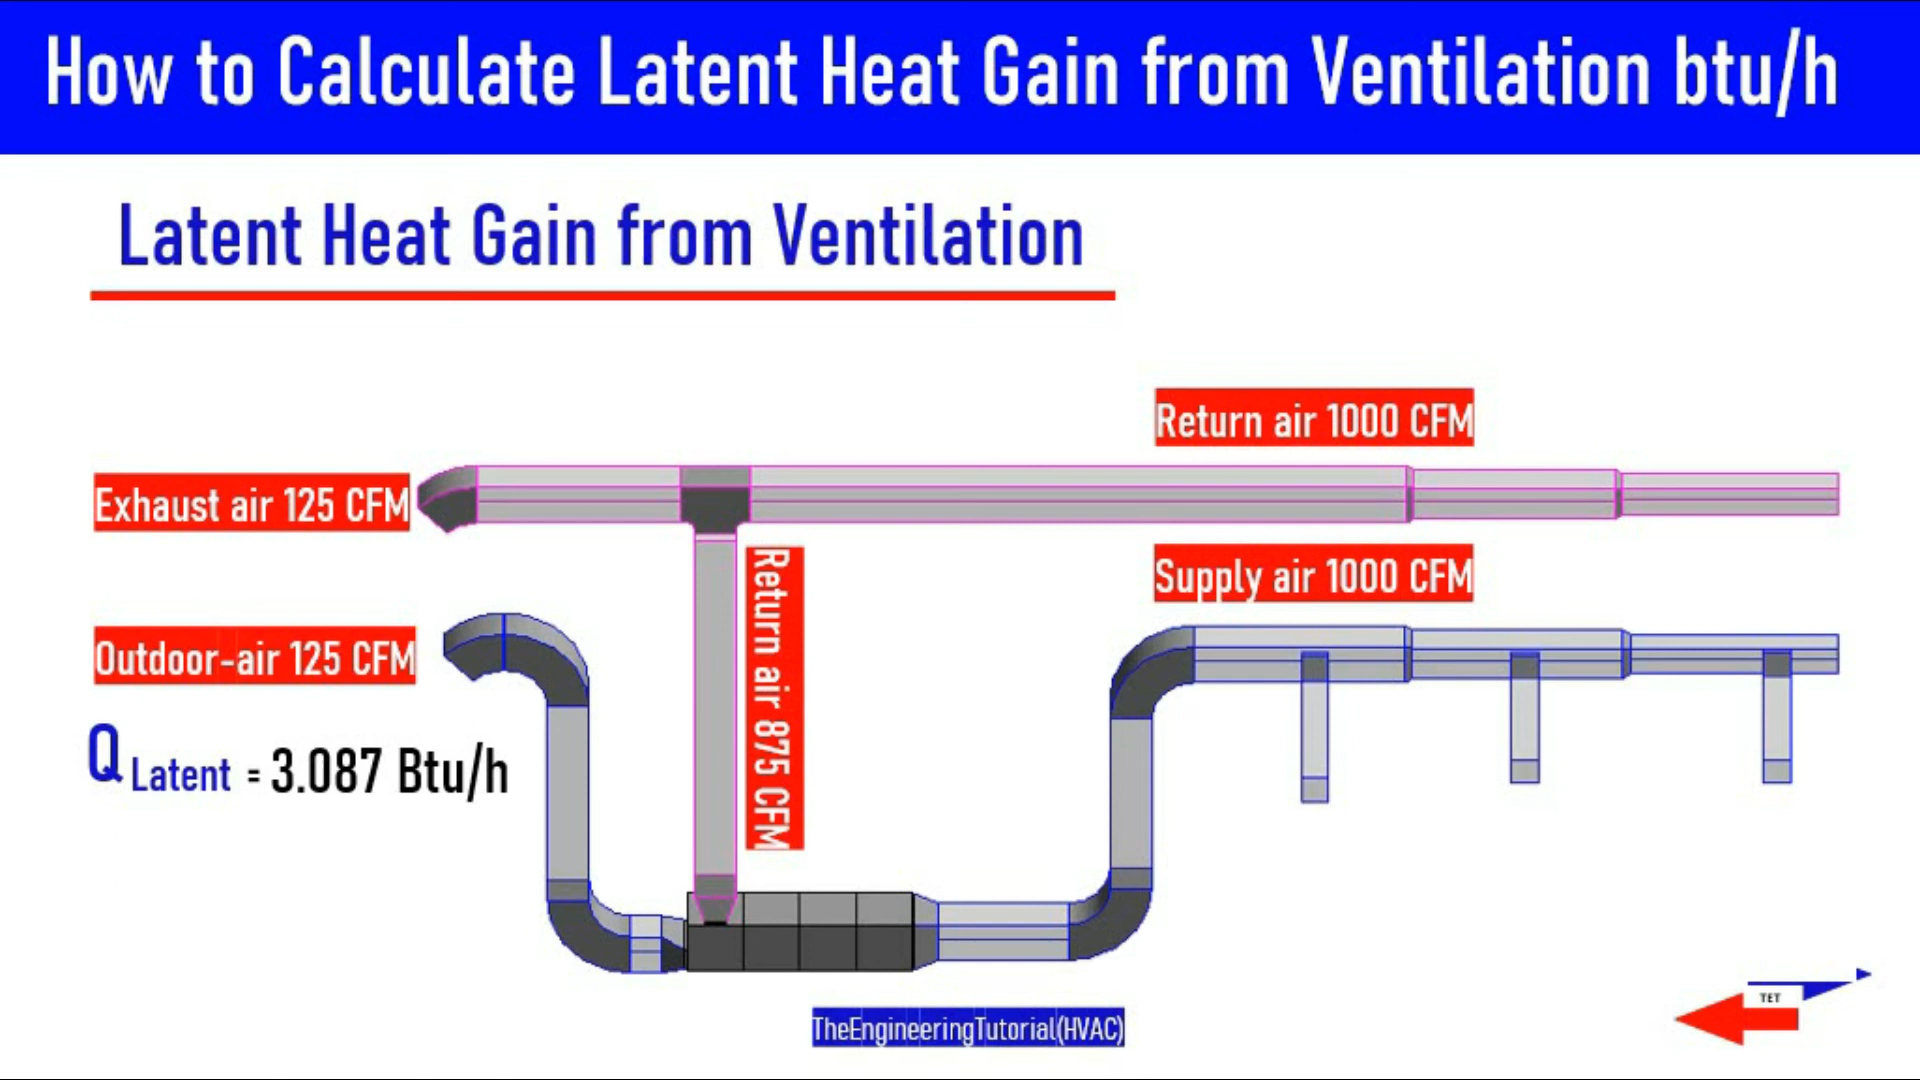 How to Calculate Latent Heat Gain from Ventilation btu/h
Latent Heat Gain from Ventilation
Return air 1000 CFM
Exhaust air 125 CFM
Supply air 1000 CFM
Return air 875 CFM
Outdoor-air 125 CFM
Q Latent = 3.087 Btu/h
TET
TheEngineeringTutorial(HVAC)